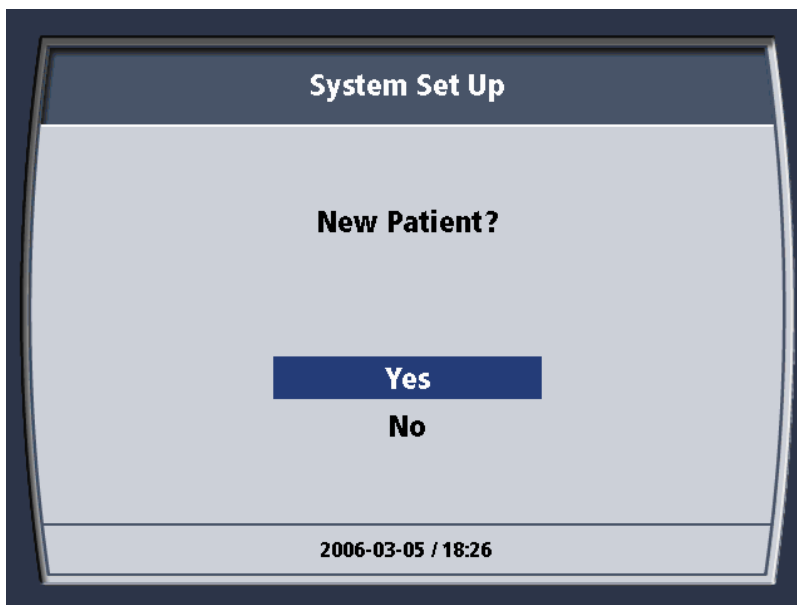 System Set Up
New Patient?
Yes
No
2006-03-05 / 18:26